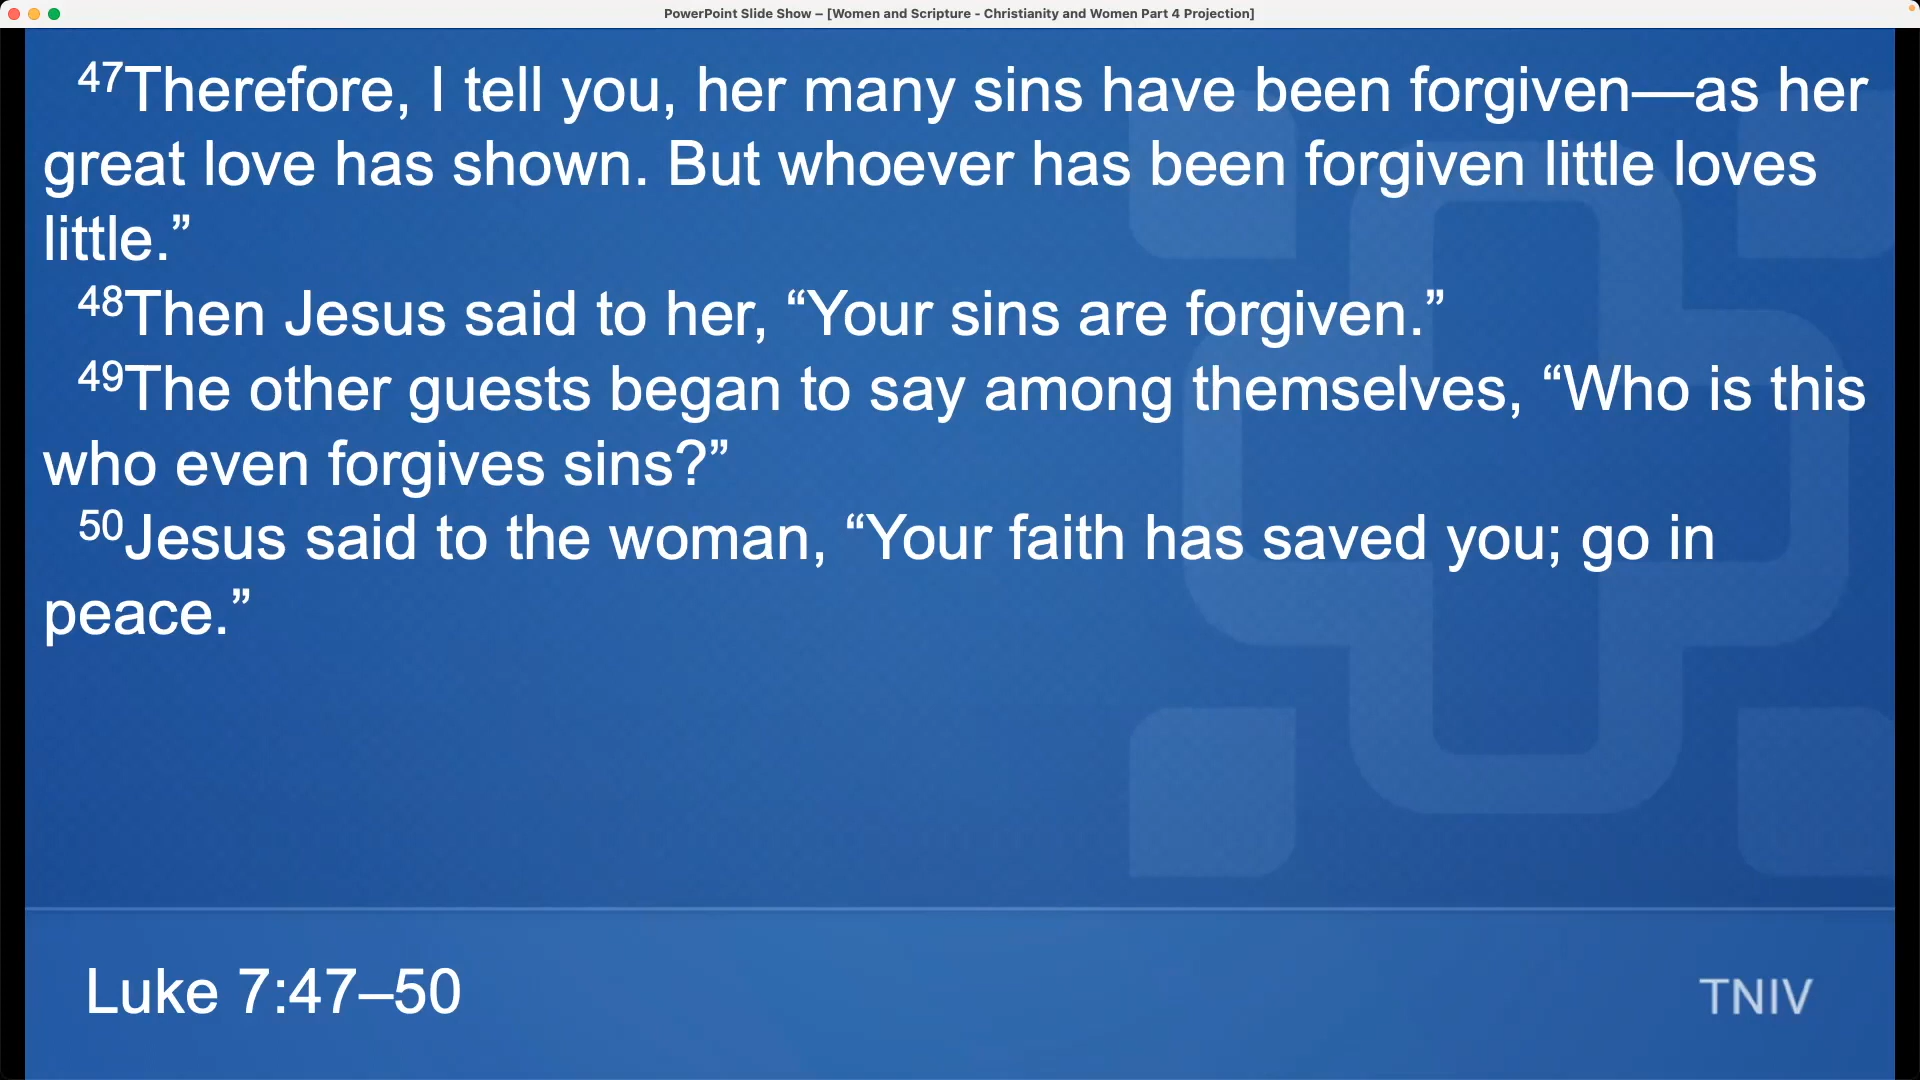 PowerPoint Slide Show – [Women and Scripture - Christianity and Women Part 4 Projection]
47Therefore, I tell you, her many sins have been forgiven—as her
great love has shown. But whoever has been forgiven little loves
little.”
48Then Jesus said to her, “Your sins are forgiven.”
49The other guests began to say among themselves, “Who is this
who even forgives sins?”
50Jesus said to the woman, “Your faith has saved you; go in
peace.”
Luke 7:47–50
TNIV